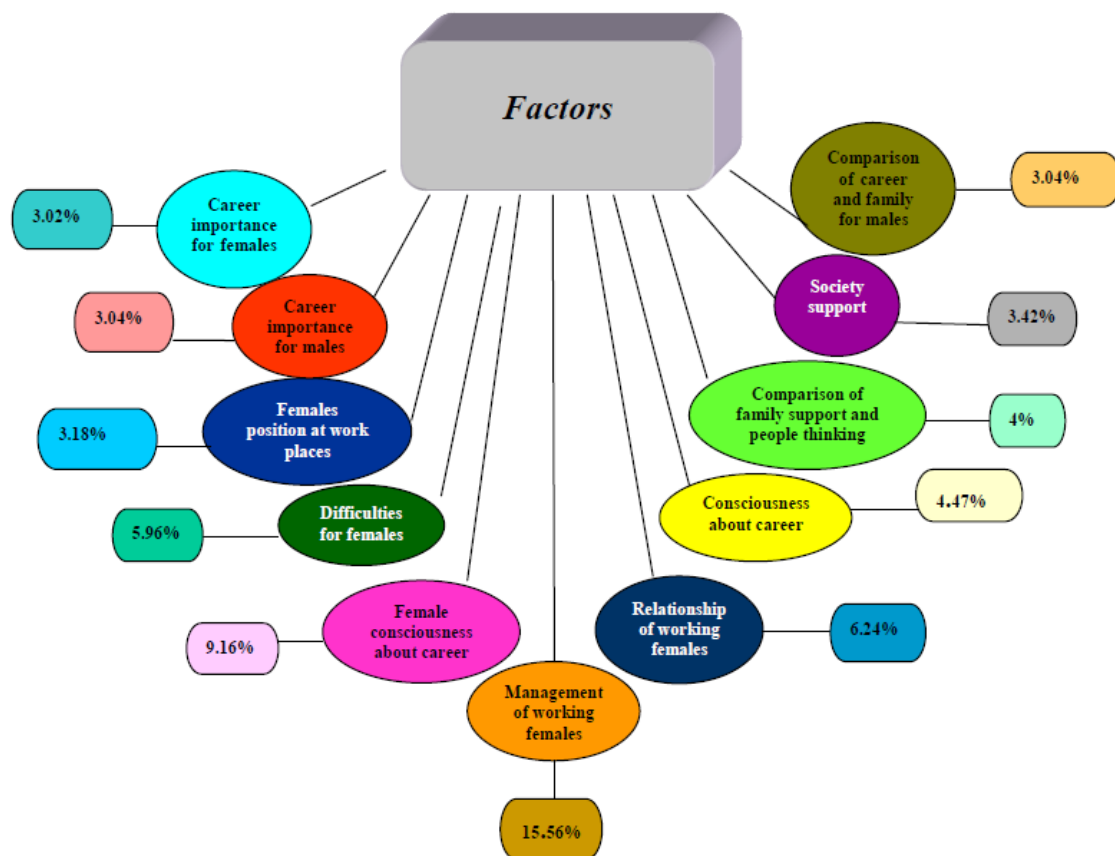 Factors
Comparison
of career
and family
for males
3.04%
Career
importance
for females
3.02%
Society
support
3.42%
Career
importance
for males
3.04%
Comparison of
family support and
people thinking
4%
Females
position at work
places
3.18%
Consciousness
about career
4.47%
Difficulties
for females
5.96%
Relationship
of working
females
6.24%
Female
consciousness
about career
9.16%
Management
of working
females
15.56%